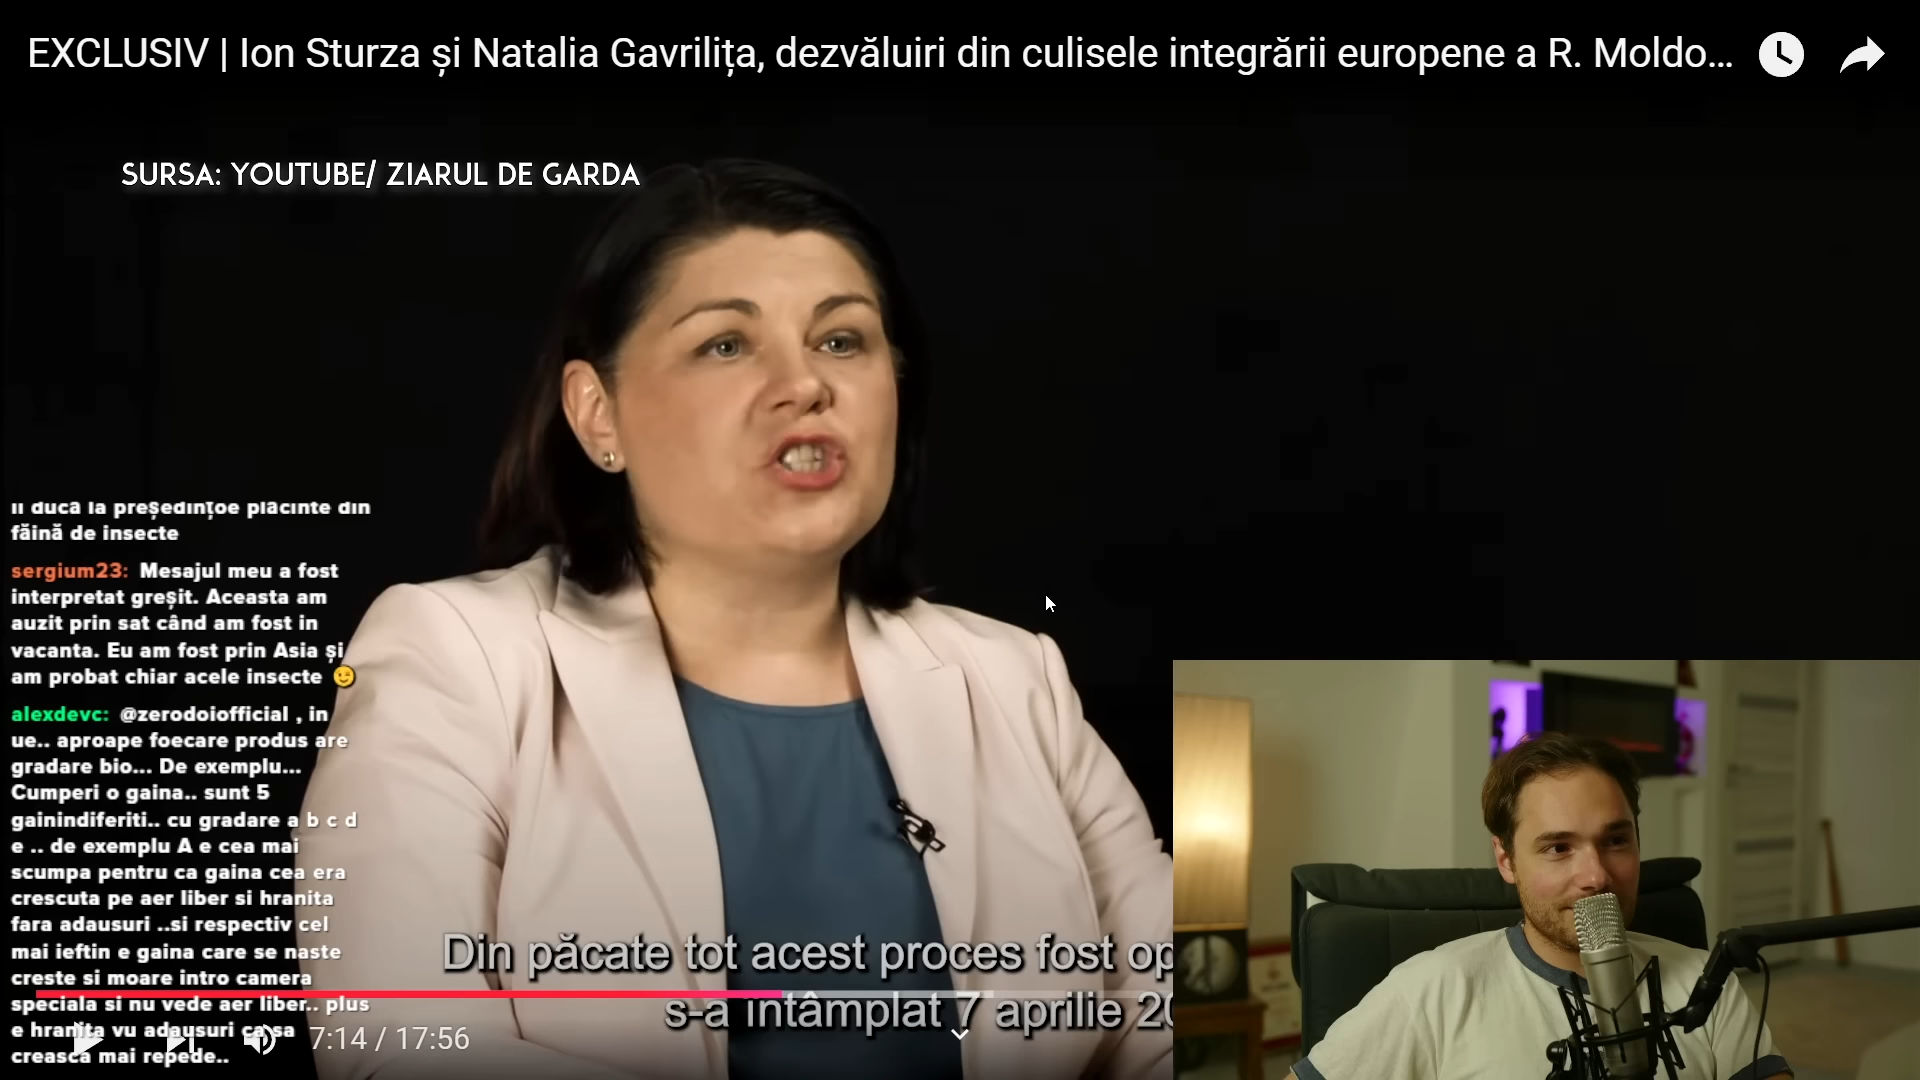 EXCLUSIV | Ion Sturza și Natalia Gavrilița, dezvăluiri din culisele integrării europene a R. Moldo...
SURSA: YOUTUBE/ ZIARUL DE GARDA
îi ducă la președințoe plăcinte din
făină de insecte
sergium23: Mesajul meu a fost
interpretat greșit. Aceasta am
auzit prin sat când am fost in
vacanta. Eu am fost prin Asia și
am probat chiar acele insecte 😉
alexdevc: @zerodoiofficial , in
ue.. aproape foecare produs are
gradare bio... De exemplu...
Cumperi o gaina.. sunt 5
gainindiferiti.. cu gradare a b c d
e .. de exemplu A e cea mai
scumpa pentru ca gaina cea era
crescuta pe aer liber si hranita
fara adausuri ..si respectiv cel
mai ieftin e gaina care se naste
creste si moare intro camera
speciala si nu vede aer liber.. plus
e hranita vu adausuri ca sa
creasca mai repede..
Din păcate tot acest proces fost op
s-a întâmplat 7 aprilie 20
7:14 / 17:56